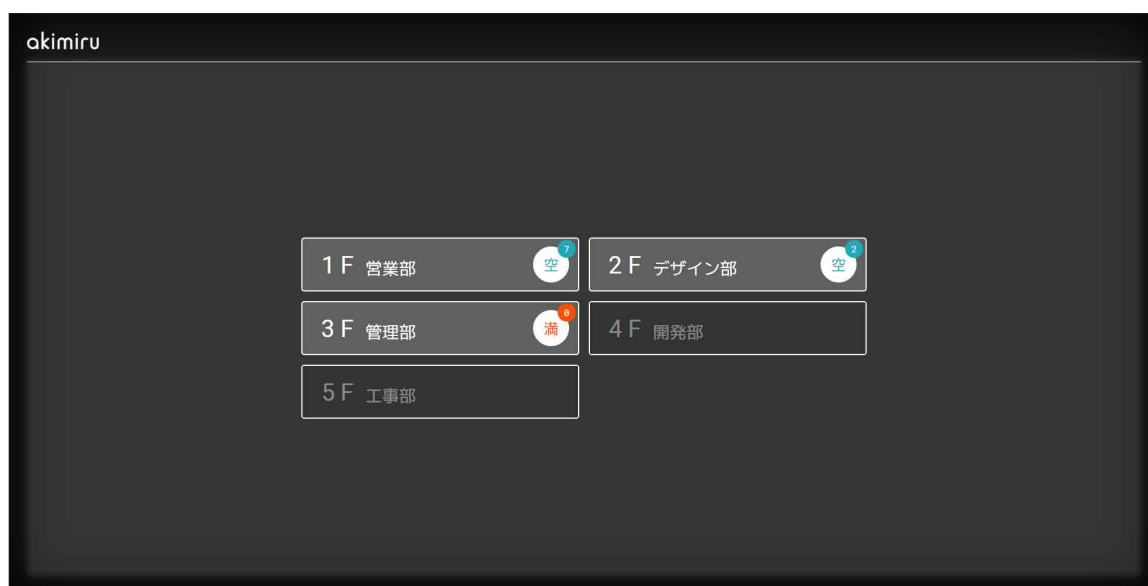 akimiru
1F 営業部 空 7
2F デザイン部 空 2
3F 管理部 満 0
4F 開発部
5F 工事部